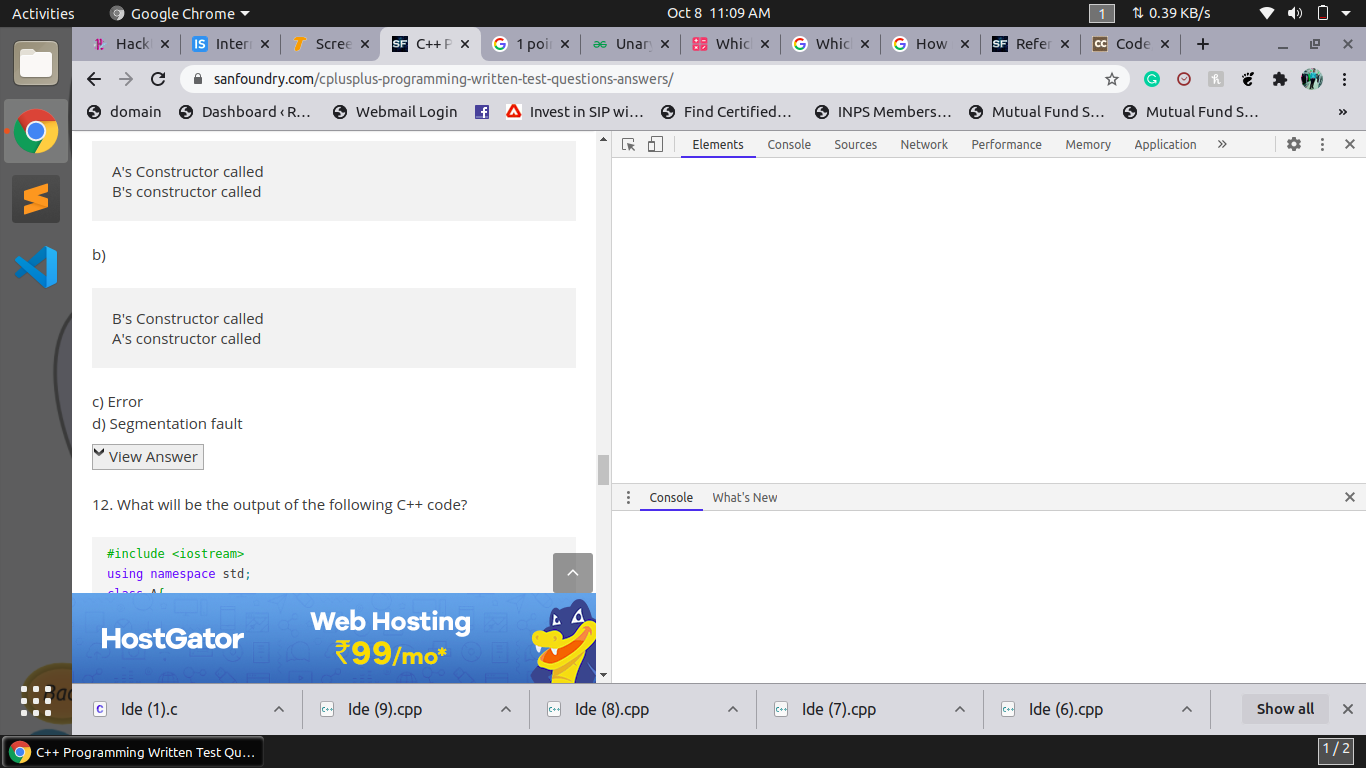 Activities
Google Chrome
Oct 8 11:09 AM
1
0.39 KB/s
Hack
Inter
Scree
C++ P
1 poi
Unar
Whic
Whic
How
Refer
Code
sanfoundry.com/cplusplus-programming-written-test-questions-answers/
domain
Dashboard ‹ R...
Webmail Login
Invest in SIP wi...
Find Certified...
INPS Members...
Mutual Fund S...
Mutual Fund S...
»
Elements
Console
Sources
Network
Performance
Memory
Application
»
A's Constructor called
B's constructor called
b)
B's Constructor called
A's constructor called
c) Error
d) Segmentation fault
View Answer
12. What will be the output of the following C++ code?
#include <iostream>
using namespace std;
class A{
Console
What's New
HostGator
Web Hosting
₹99/mo*
Bac
Ide (1).c
Ide (9).cpp
Ide (8).cpp
Ide (7).cpp
Ide (6).cpp
Show all
C++ Programming Written Test Qu...
1 / 2